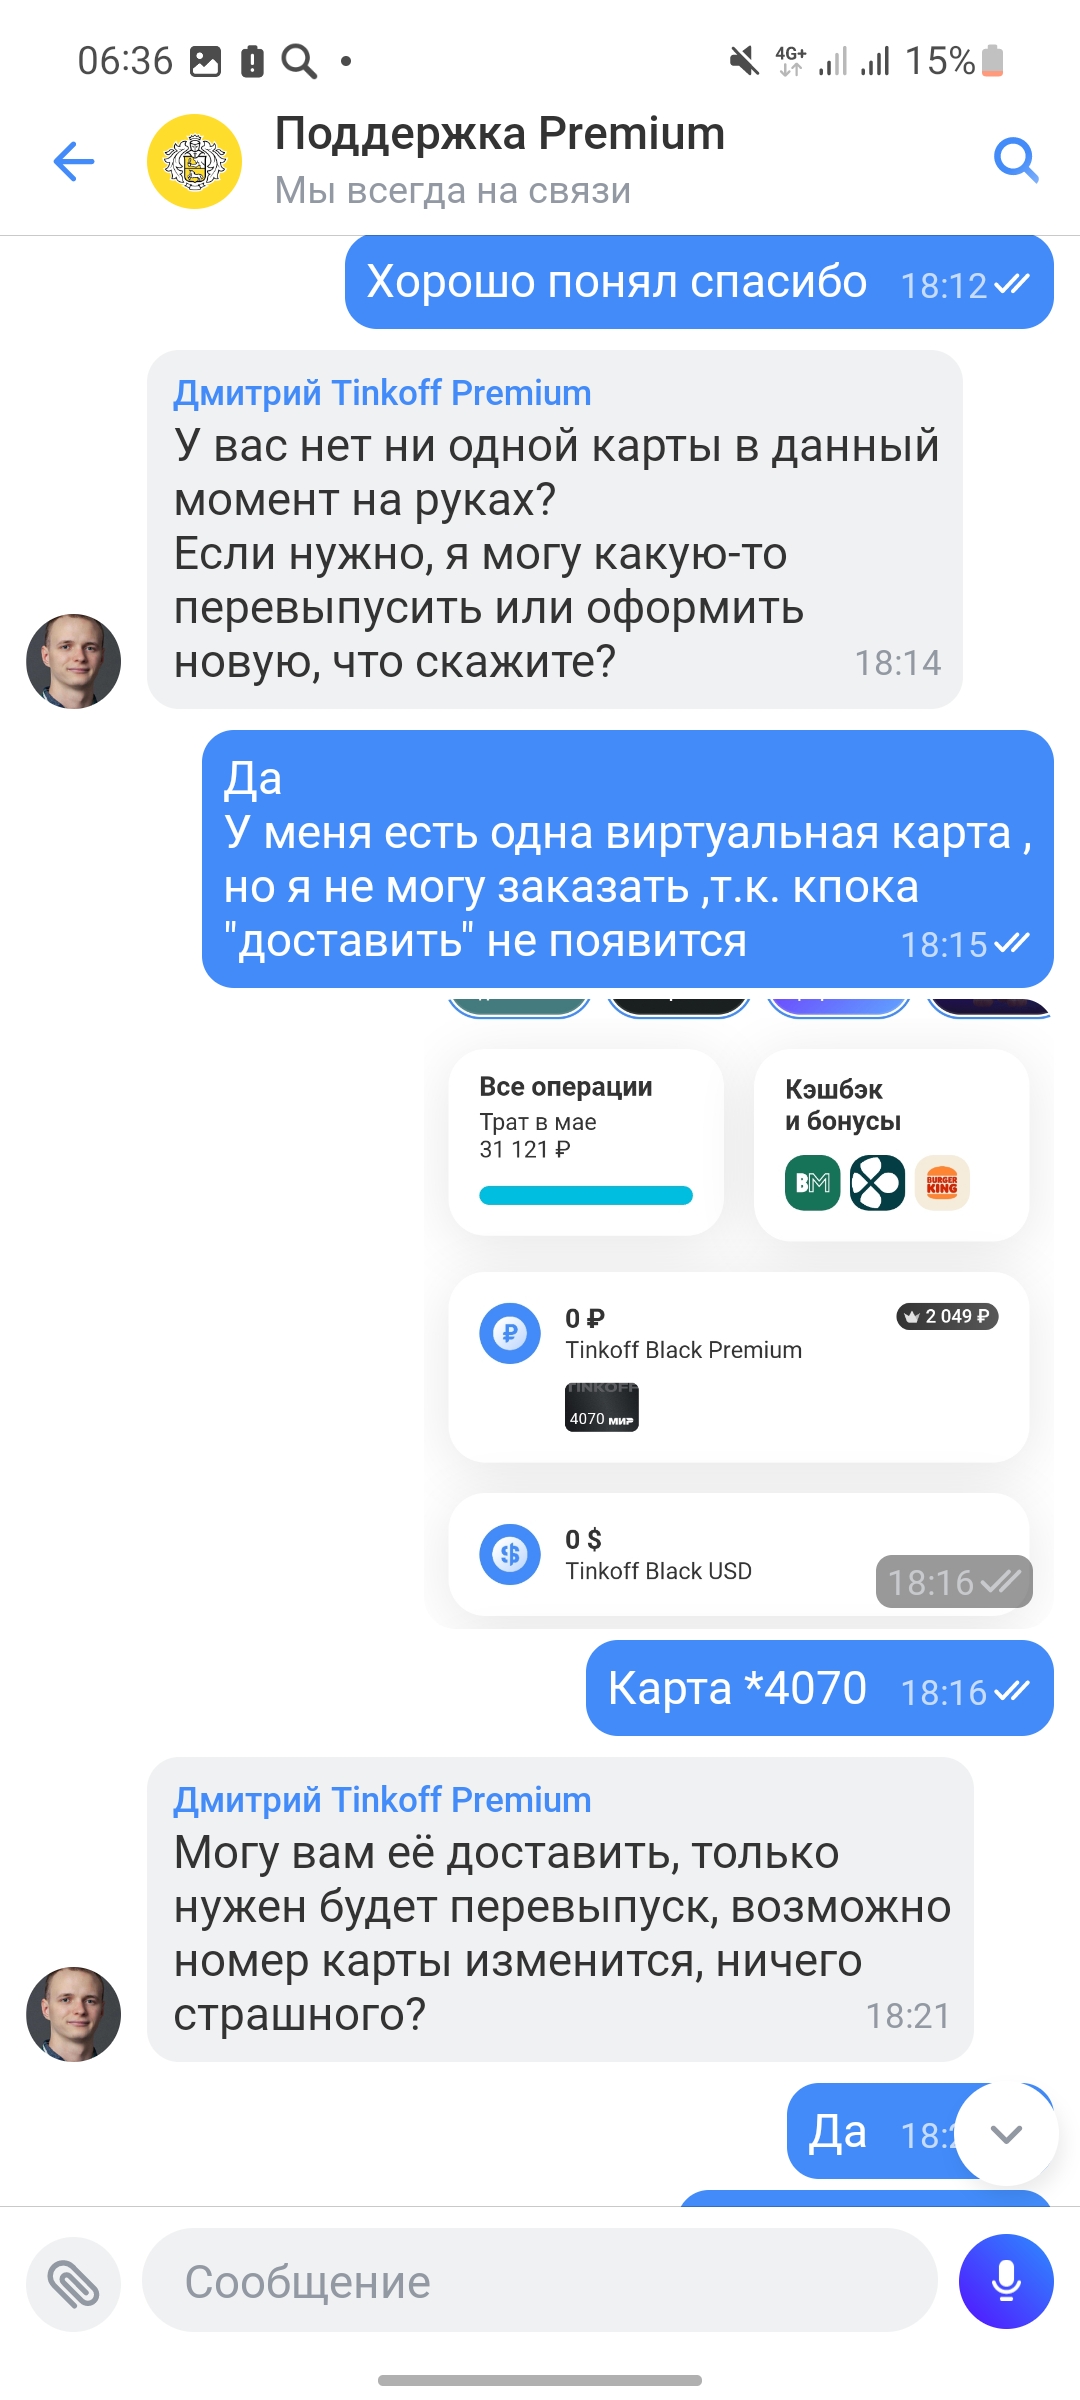 06:36
4G+
15%
Поддержка Premium
Мы всегда на связи
Хорошо понял спасибо 18:12
Дмитрий Tinkoff Premium
У вас нет ни одной карты в данный
момент на руках?
Если нужно, я могу какую-то
перевыпустить или оформить
новую, что скажите? 18:14
Да
У меня есть одна виртуальная карта ,
но я не могу заказать ,т.к. кпока
"доставить" не появится 18:15
Все операции
Трат в мае
31 121 ₽
Кэшбэк
и бонусы
ВМ
BURGER
KING
0 ₽
2 049 ₽
Tinkoff Black Premium
TINKOFF
4070 МИР
0 $
Tinkoff Black USD
18:16
Карта *4070 18:16
Дмитрий Tinkoff Premium
Могу вам её доставить, только
нужен будет перевыпуск, возможно
номер карты изменится, ничего
страшного? 18:21
Да
Сообщение